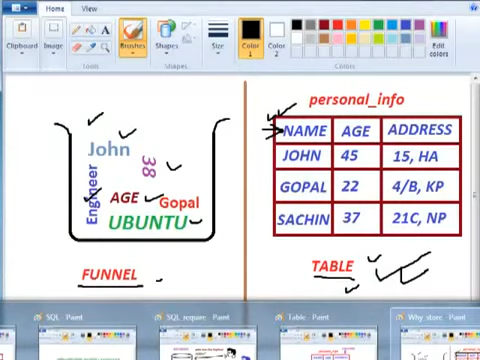 Home
View
Clipboard
Image
Tools
Brushes
Shapes
Shapes
Size
Color
1
Color
2
Edit
colors
Colors
personal_info
NAME AGE ADDRESS
JOHN 45 15, HA
GOPAL 22 4/B, KP
SACHIN 37 21C, NP
TABLE
John
38
Engineer
AGE
Gopal
UBUNTU
FUNNEL
SQL - Paint
SQL require - Paint
Table - Paint
Why store - Paint